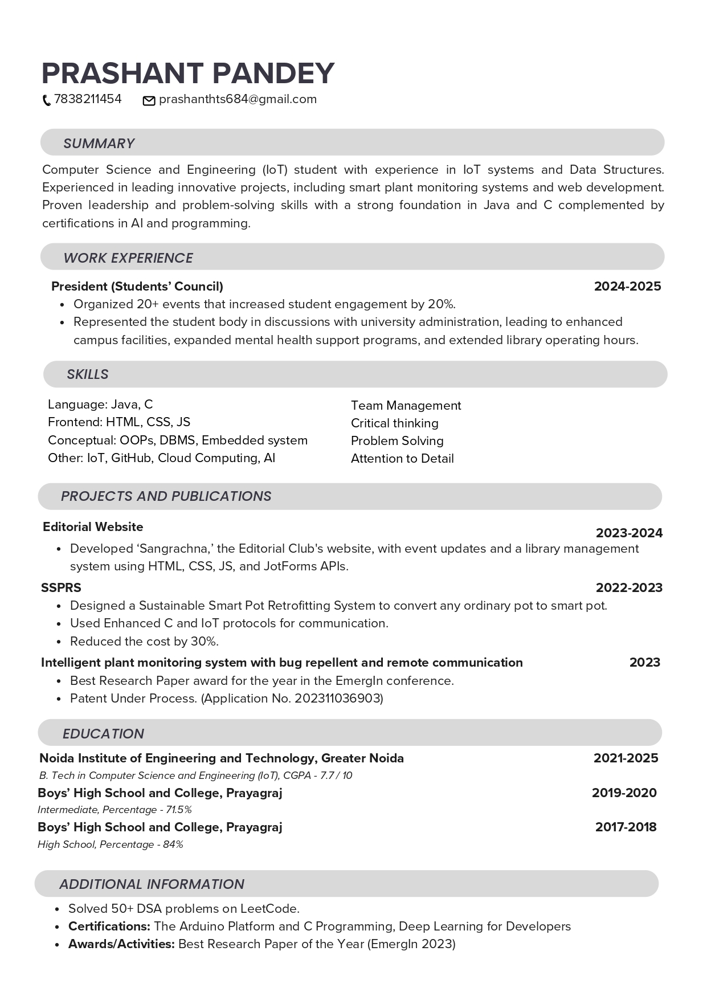 PRASHANT PANDEY
7838211454 prashanthts684@gmail.com
SUMMARY
Computer Science and Engineering (IoT) student with experience in IoT systems and Data Structures.
Experienced in leading innovative projects, including smart plant monitoring systems and web development.
Proven leadership and problem-solving skills with a strong foundation in Java and C complemented by
certifications in AI and programming.
WORK EXPERIENCE
President (Students’ Council) 2024-2025
• Organized 20+ events that increased student engagement by 20%.
• Represented the student body in discussions with university administration, leading to enhanced
campus facilities, expanded mental health support programs, and extended library operating hours.
SKILLS
Language: Java, C
Frontend: HTML, CSS, JS
Conceptual: OOPs, DBMS, Embedded system
Other: IoT, GitHub, Cloud Computing, AI
Team Management
Critical thinking
Problem Solving
Attention to Detail
PROJECTS AND PUBLICATIONS
Editorial Website 2023-2024
• Developed ‘Sangrachna,’ the Editorial Club's website, with event updates and a library management
system using HTML, CSS, JS, and JotForms APIs.
SSPRS 2022-2023
• Designed a Sustainable Smart Pot Retrofitting System to convert any ordinary pot to smart pot.
• Used Enhanced C and IoT protocols for communication.
• Reduced the cost by 30%.
Intelligent plant monitoring system with bug repellent and remote communication 2023
• Best Research Paper award for the year in the EmergIn conference.
• Patent Under Process. (Application No. 202311036903)
EDUCATION
Noida Institute of Engineering and Technology, Greater Noida 2021-2025
B. Tech in Computer Science and Engineering (IoT), CGPA - 7.7 / 10
Boys’ High School and College, Prayagraj 2019-2020
Intermediate, Percentage - 71.5%
Boys’ High School and College, Prayagraj 2017-2018
High School, Percentage - 84%
ADDITIONAL INFORMATION
• Solved 50+ DSA problems on LeetCode.
• Certifications: The Arduino Platform and C Programming, Deep Learning for Developers
• Awards/Activities: Best Research Paper of the Year (EmergIn 2023)